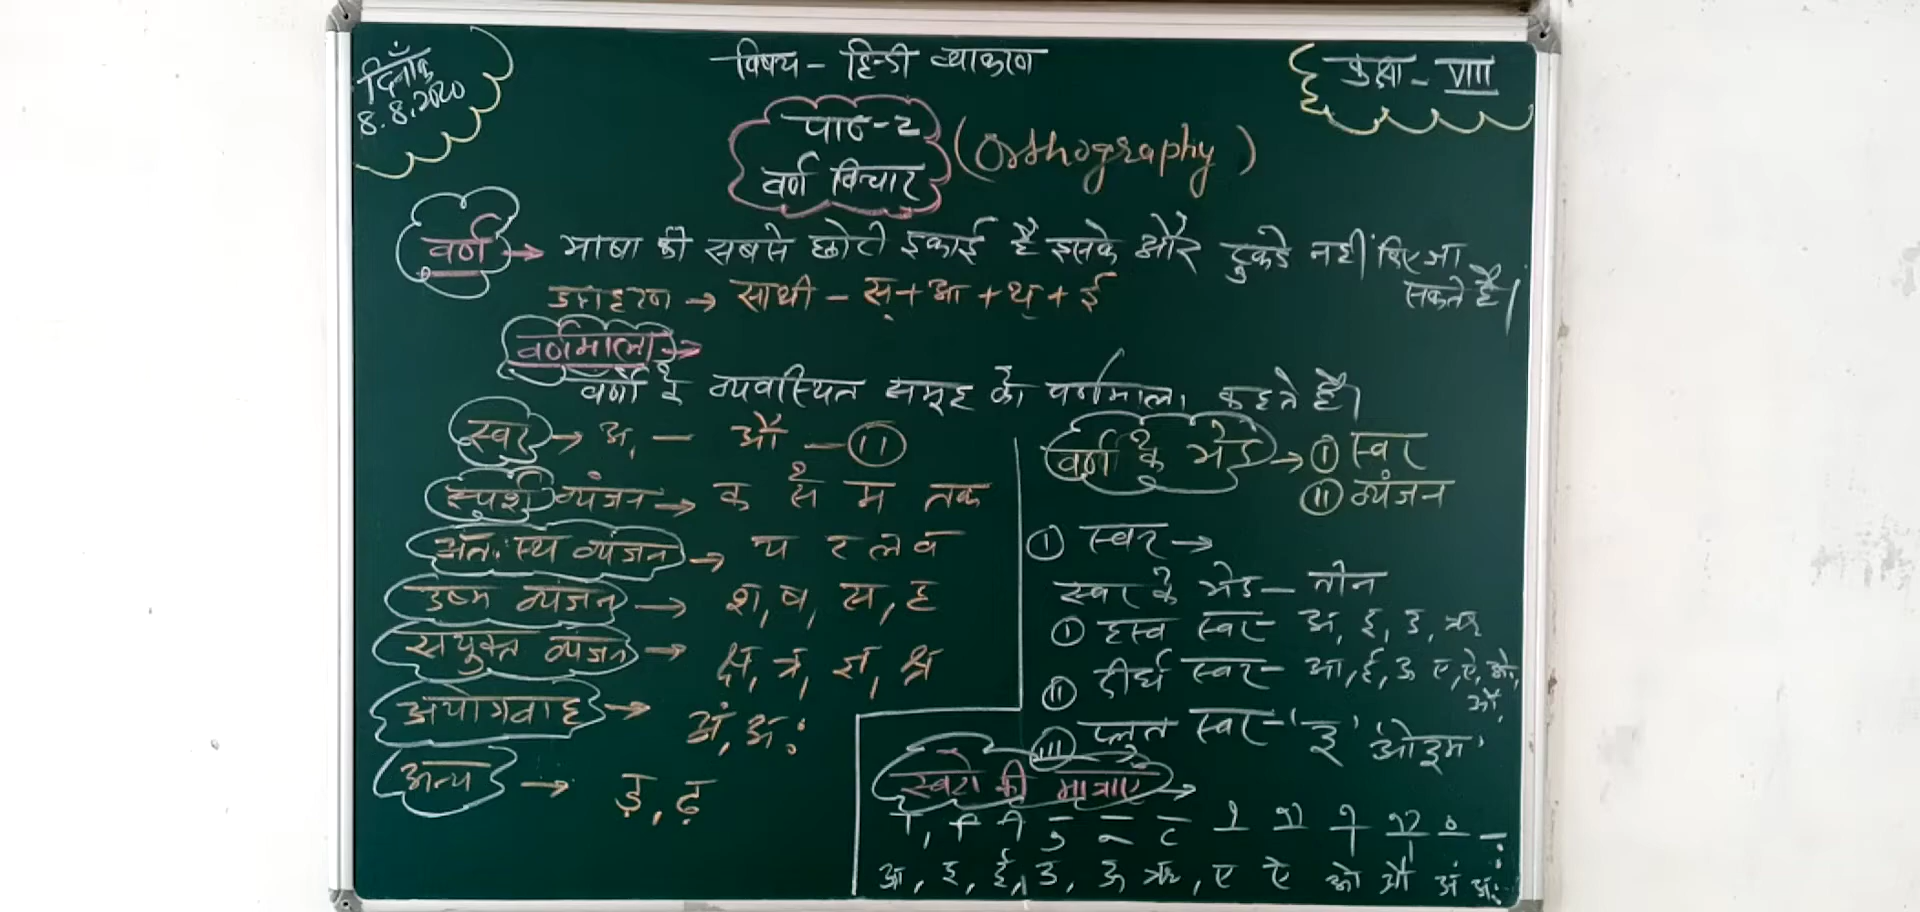 दिनाँक
8.8.2020
विषय - हिन्दी व्याकरण
कक्षा - VIII
पाठ-2
वर्ण विचार
(Orthography)
वर्ण → भाषा की सबसे छोटी इकाई है इसके और टुकडे नहीं किए जा
सकते है।
उदाहरण → साथी - स्+आ+थ्+ई
वर्णमाला →
वर्णो के व्यवस्थित समूह को वर्णमाला कहते है।
स्वर → अ, - औ - 11
स्पर्श व्यंजन → क से म तक
अंत:स्थ व्यंजन → य र ल व
उष्म व्यंजन → श, ष, स, ह
संयुक्त व्यंजन → क्ष, त्र, ज्ञ, श्र
अयोगवाह → अं, अ:
अन्य → ड़, ढ़
वर्ण के भेद → I स्वर
II व्यंजन
I स्वर →
स्वर के भेद - तीन
I ह्स्व स्वर - अ, इ, उ, ऋ
II दीर्घ स्वर - आ, ई, ऊ ए, ऐ, ओ,
औ,
III प्लुत स्वर - '३' 'ओ३म'
स्वरो की मात्राएँ →
ा, ि ी ु ू ृ े ै ो ौ ं ः
आ, इ, ई, उ, ऊ ऋ, ए ऐ ओ औ अं अ: